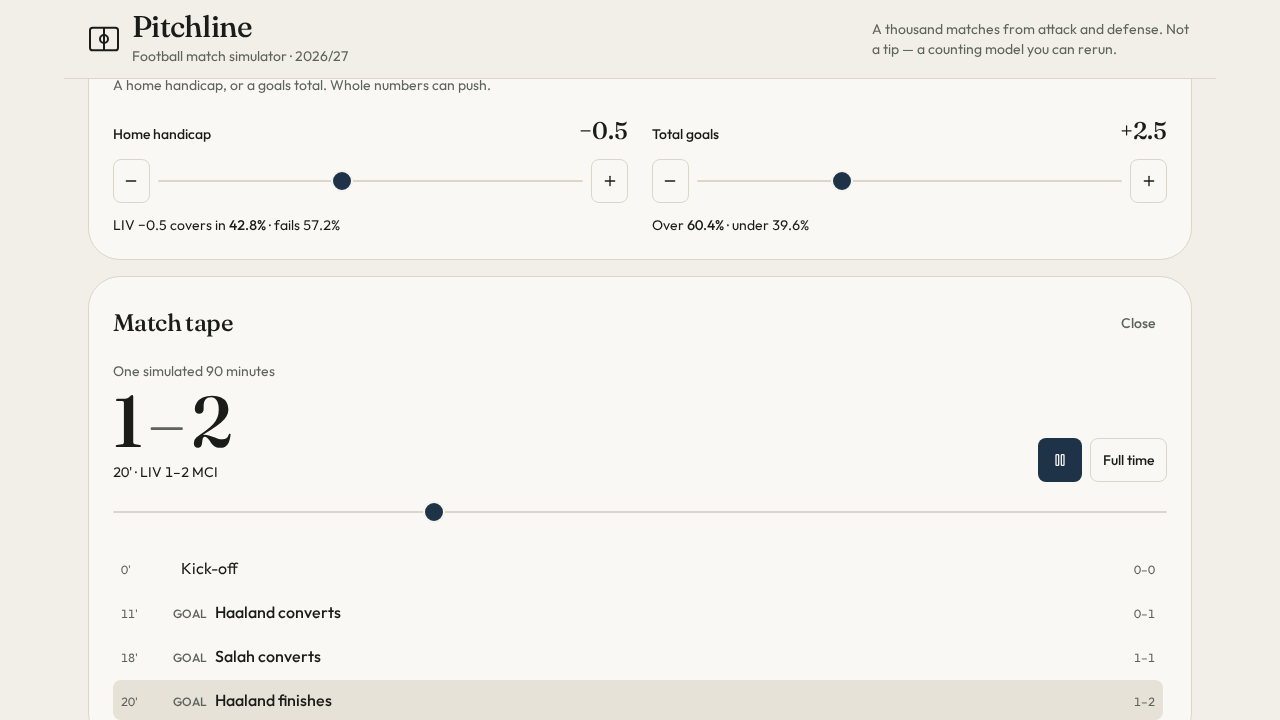 Pitchline
Football match simulator · 2026/27
A thousand matches from attack and defense. Not
a tip — a counting model you can rerun.
A home handicap, or a goals total. Whole numbers can push.
Home handicap
−0.5
−
+
LIV −0.5 covers in 42.8% · fails 57.2%
Total goals
+2.5
−
+
Over 60.4% · under 39.6%
Match tape
Close
One simulated 90 minutes
1–2
20' · LIV 1–2 MCI
Full time
0' Kick-off 0–0
11' GOAL Haaland converts 0–1
18' GOAL Salah converts 1–1
20' GOAL Haaland finishes 1–2